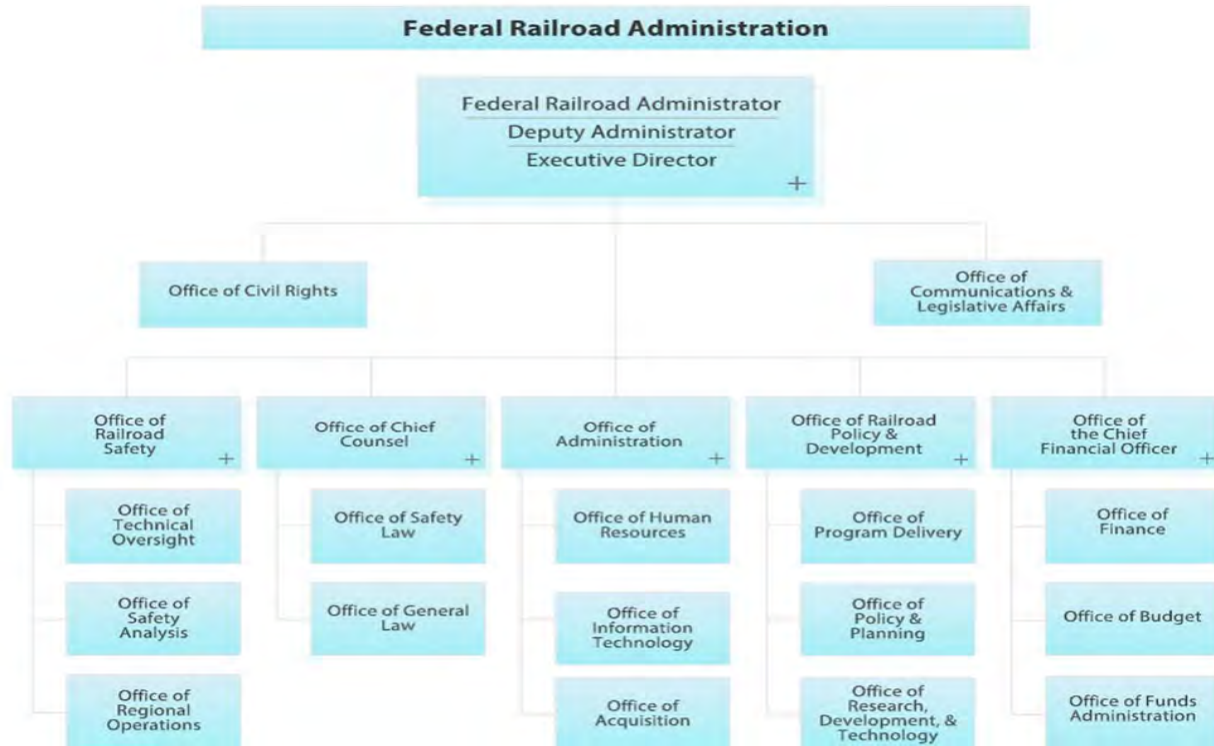 Federal Railroad Administration
Federal Railroad Administrator
Deputy Administrator
Executive Director
+
Office of Civil Rights
Office of
Communications &
Legislative Affairs
Office of
Railroad
Safety
+
Office of Chief
Counsel
+
Office of
Administration
+
Office of Railroad
Policy &
Development
+
Office of
the Chief
Financial Officer
+
Office of
Technical
Oversight
Office of Safety
Law
Office of Human
Resources
Office of
Program Delivery
Office of
Finance
Office of
Safety
Analysis
Office of General
Law
Office of
Information
Technology
Office of
Policy &
Planning
Office of Budget
Office of
Regional
Operations
Office of
Acquisition
Office of
Research,
Development, &
Technology
Office of Funds
Administration